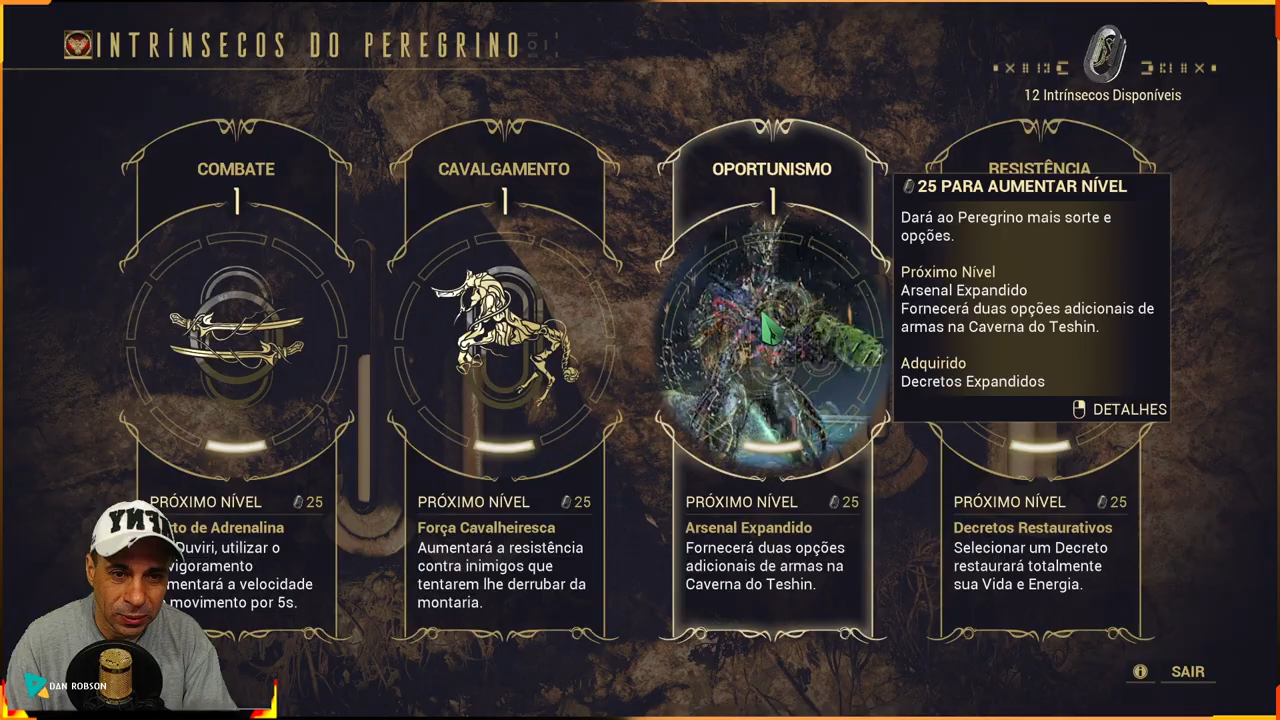 INTRÍNSECOS DO PEREGRINO
12 Intrínsecos Disponíveis
COMBATE
1
CAVALGAMENTO
1
OPORTUNISMO
1
RESISTÊNCIA
25 PARA AUMENTAR NÍVEL
Dará ao Peregrino mais sorte e
opções.
Próximo Nível
Arsenal Expandido
Fornecerá duas opções adicionais de
armas na Caverna do Teshin.
Adquirido
Decretos Expandidos
DETALHES
PRÓXIMO NÍVEL 25
de Adrenalina
Duviri, utilizar o
velocidade
movimento por 5s.
PRÓXIMO NÍVEL 25
Força Cavalheiresca
Aumentará a resistência
contra inimigos que
tentarem lhe derrubar da
montaria.
PRÓXIMO NÍVEL 25
Arsenal Expandido
Fornecerá duas opções
adicionais de armas na
Caverna do Teshin.
PRÓXIMO NÍVEL 25
Decretos Restaurativos
Selecionar um Decreto
restaurará totalmente
sua Vida e Energia.
DAN ROBSON
SAIR